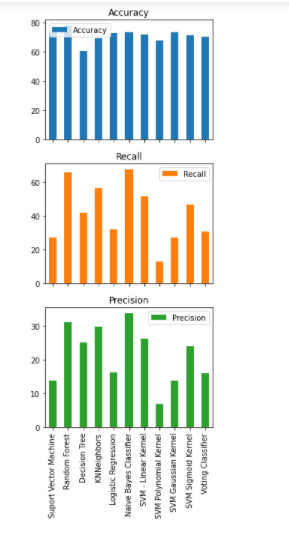 Accuracy
80
60
40
20
0
Accuracy
Recall
60
40
20
0
Recall
Precision
30
20
10
0
Precision
Suport Vector Machine
Random Forest
Decision Tree
KNNeighbors
Logistic Regression
Naive Bayes Classifier
SVM - Linear Kernel
SVM Polynomial Kernel
SVM Gaussian Kernel
SVM Sigmoid Kernel
Voting Classifier